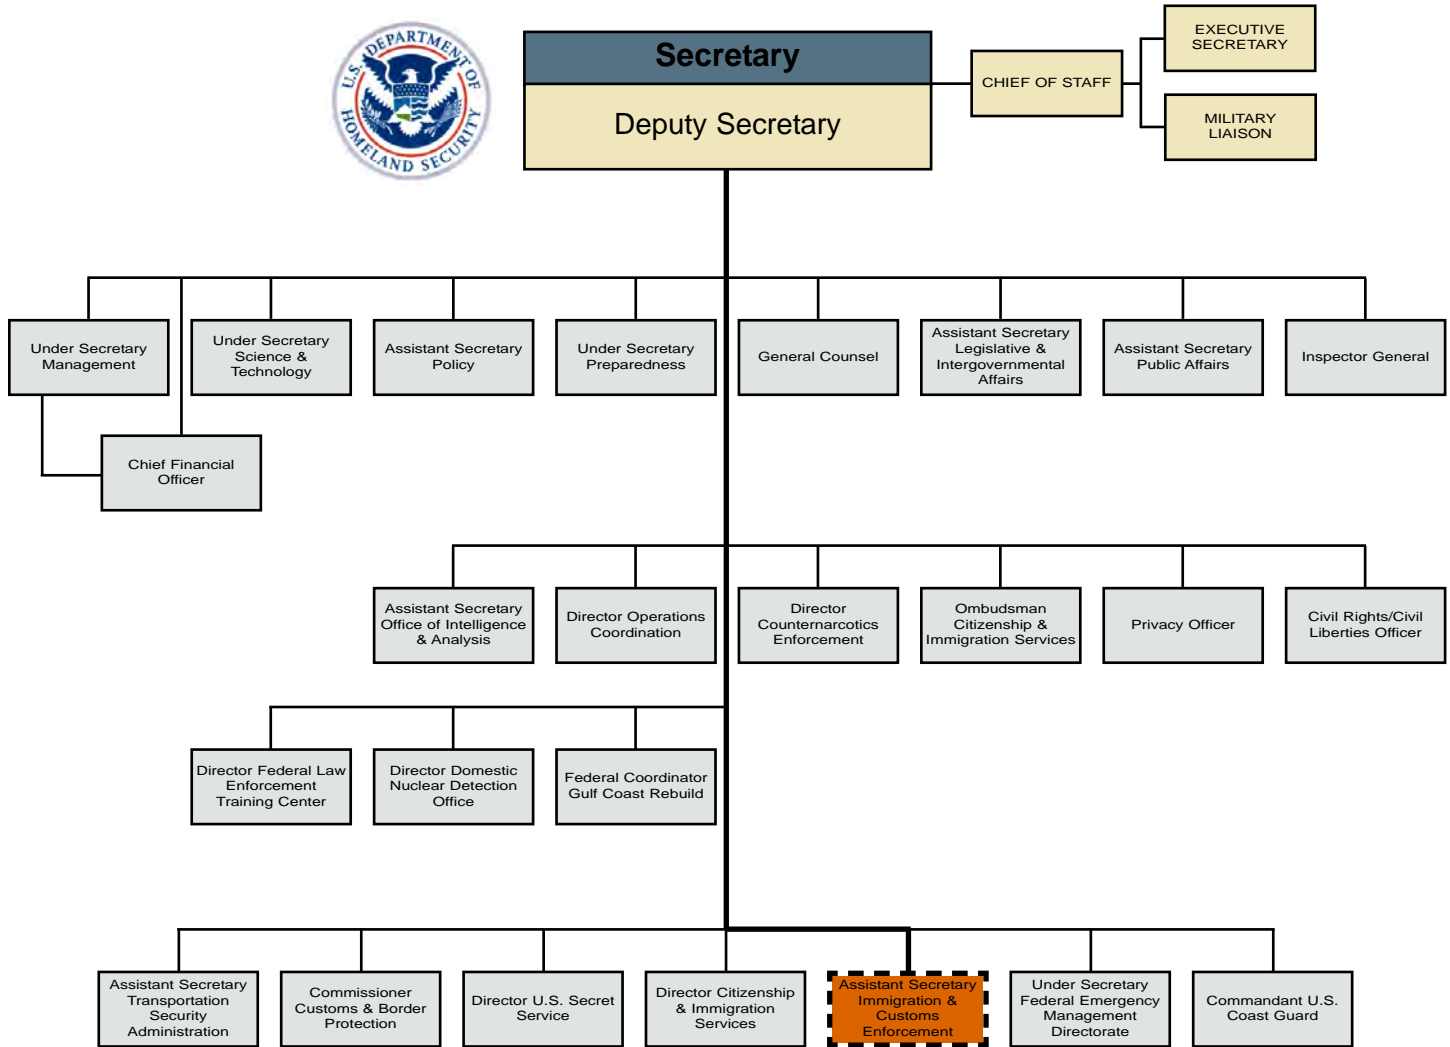 U.S. DEPARTMENT OF
HOMELAND SECURITY
Secretary
Deputy Secretary
CHIEF OF STAFF
EXECUTIVE
SECRETARY
MILITARY
LIAISON
Under Secretary
Management
Under Secretary
Science &
Technology
Assistant Secretary
Policy
Under Secretary
Preparedness
General Counsel
Assistant Secretary
Legislative &
Intergovernmental
Affairs
Assistant Secretary
Public Affairs
Inspector General
Chief Financial
Officer
Assistant Secretary
Office of Intelligence
& Analysis
Director Operations
Coordination
Director
Counternarcotics
Enforcement
Ombudsman
Citizenship &
Immigration Services
Privacy Officer
Civil Rights/Civil
Liberties Officer
Director Federal Law
Enforcement
Training Center
Director Domestic
Nuclear Detection
Office
Federal Coordinator
Gulf Coast Rebuild
Assistant Secretary
Transportation
Security
Administration
Commissioner
Customs & Border
Protection
Director U.S. Secret
Service
Director Citizenship
& Immigration
Services
Assistant Secretary
Immigration &
Customs
Enforcement
Under Secretary
Federal Emergency
Management
Directorate
Commandant U.S.
Coast Guard